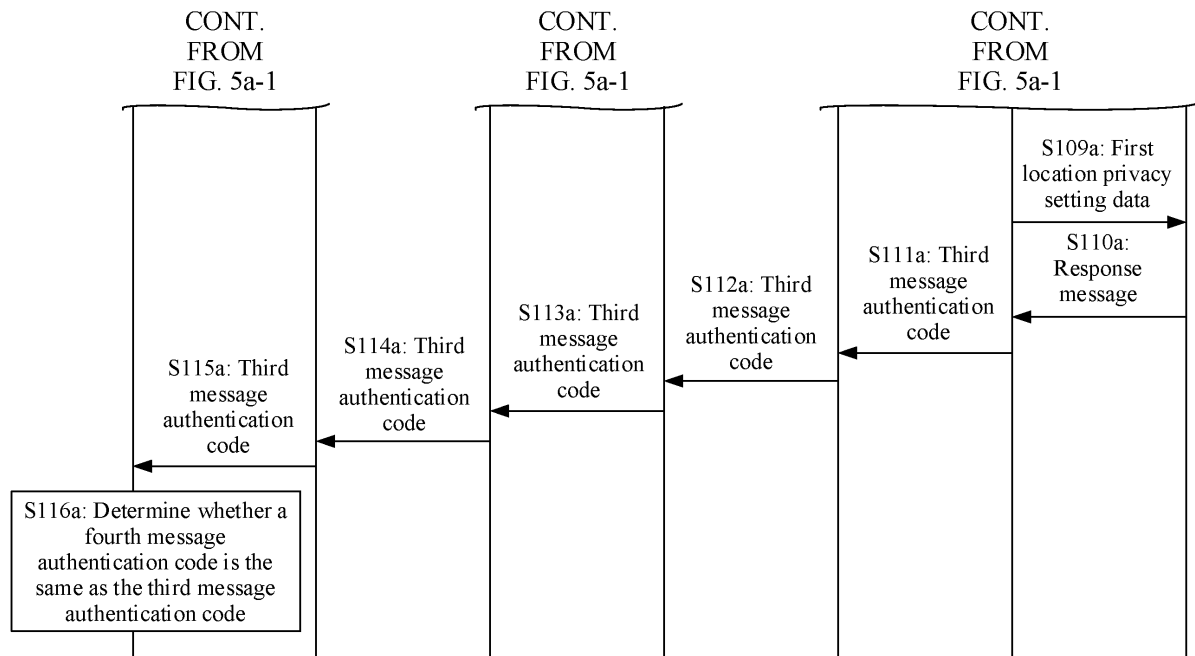 CONT.
FROM
FIG. 5a-1
CONT.
FROM
FIG. 5a-1
CONT.
FROM
FIG. 5a-1
S109a: First
location privacy
setting data
S110a:
Response
message
S111a: Third
message
authentication
code
S112a: Third
message
authentication
code
S113a: Third
message
authentication
code
S114a: Third
message
authentication
code
S115a: Third
message
authentication
code
S116a: Determine whether a
fourth message
authentication code is the
same as the third message
authentication code